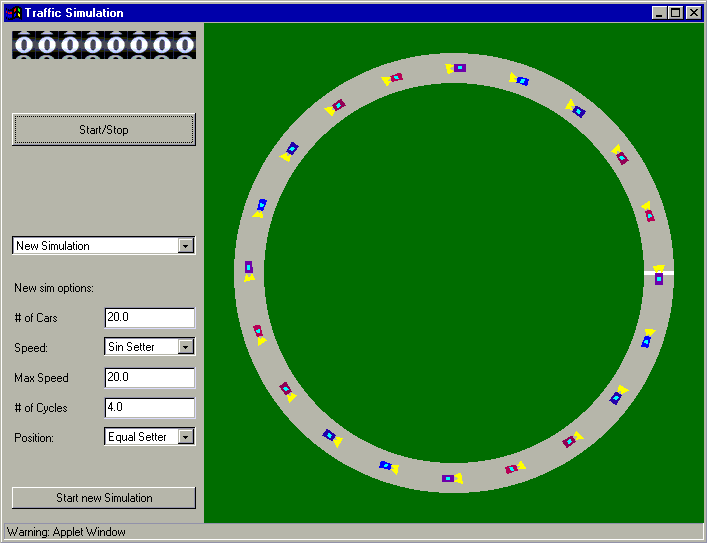 Traffic Simulation
00000000
Start/Stop
New Simulation
New sim options:
# of Cars 20.0
Speed: Sin Setter
Max Speed 20.0
# of Cycles 4.0
Position: Equal Setter
Start new Simulation
Warning: Applet Window